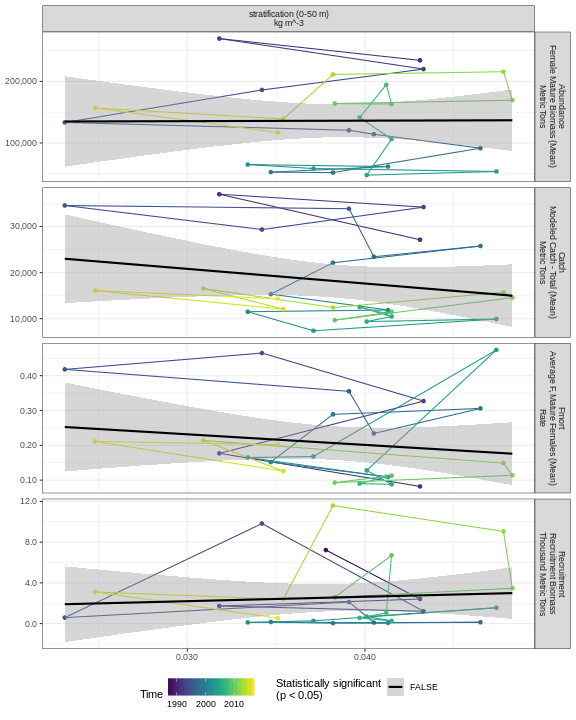 stratification (0-50 m)
kg m^-3
200,000
100,000
Abundance
Female Mature Biomass (Mean)
Metric Tons
30,000
20,000
10,000
Catch
Modeled Catch - Total (Mean)
Metric Tons
0.40
0.30
0.20
0.10
Fmort
Average F, Mature Females (Mean)
Rate
12.0
8.0
4.0
0.0
Recruitment
Recruitment Biomass
Thousand Metric Tons
0.030
0.040
Time
1990 2000 2010
Statistically significant
(p < 0.05)
FALSE